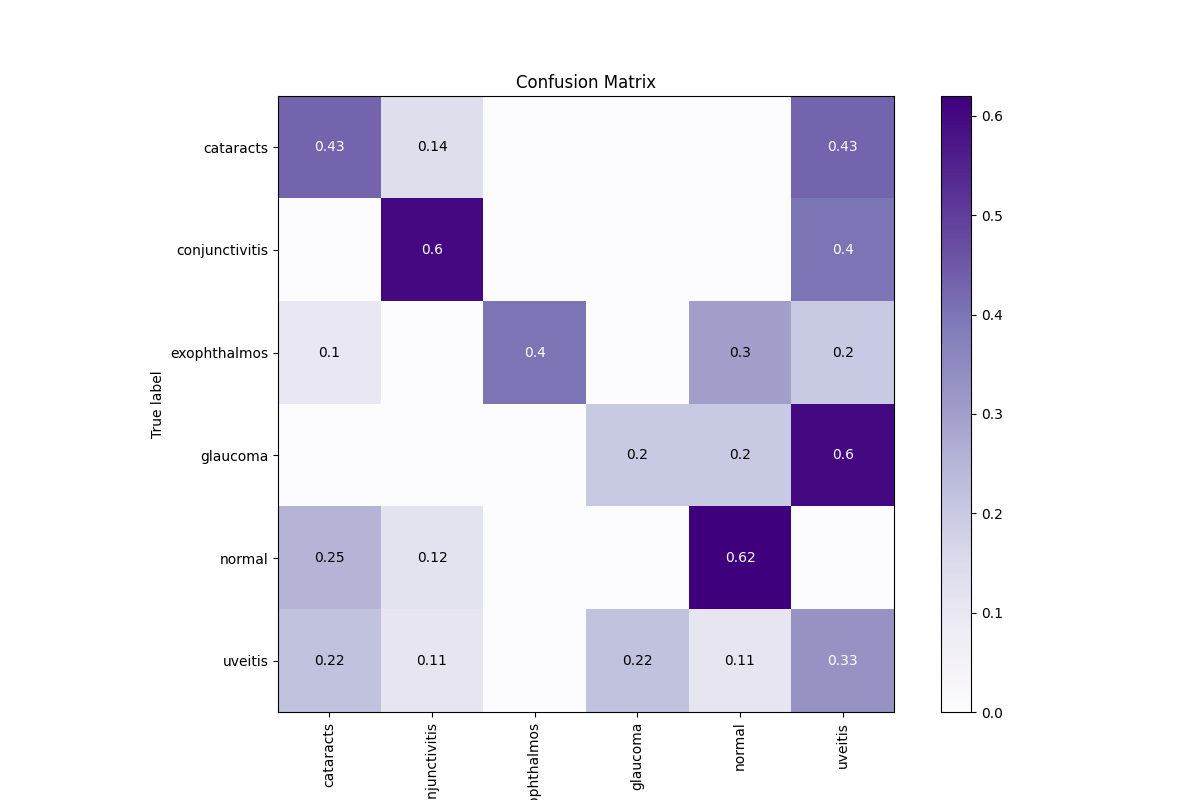 Confusion Matrix
cataracts 0.43 0.14 0.43
conjunctivitis 0.6 0.4
exophthalmos 0.1 0.4 0.3 0.2
glaucoma 0.2 0.2 0.6
normal 0.25 0.12 0.62
uveitis 0.22 0.11 0.22 0.11 0.33
True label
cataracts
njunctivitis
ophthalmos
glaucoma
normal
uveitis
0.6
0.5
0.4
0.3
0.2
0.1
0.0